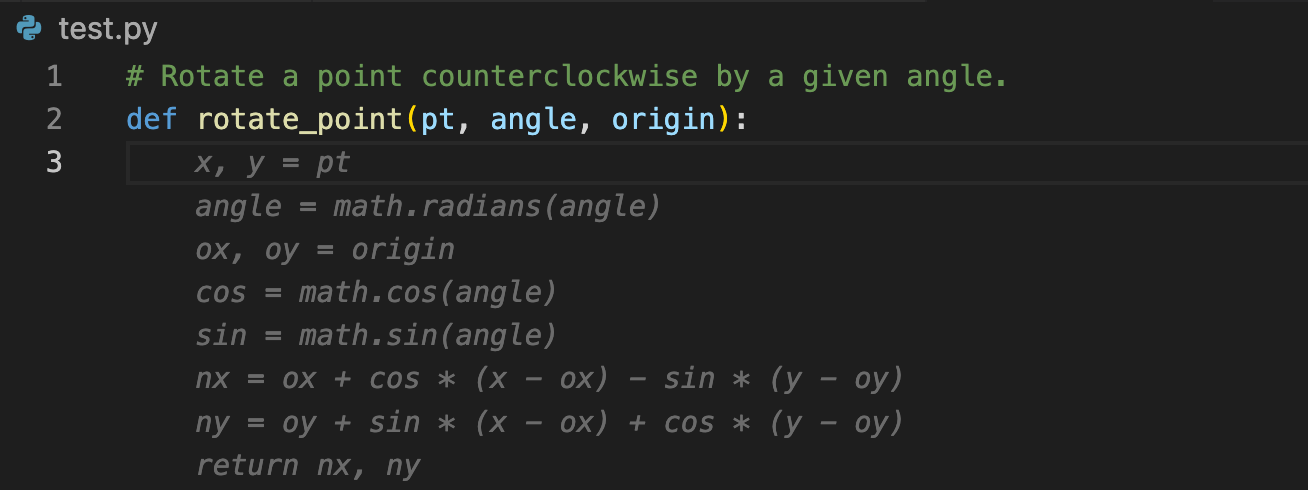 test.py
1 # Rotate a point counterclockwise by a given angle.
2 def rotate_point(pt, angle, origin):
3     x, y = pt
    angle = math.radians(angle)
    ox, oy = origin
    cos = math.cos(angle)
    sin = math.sin(angle)
    nx = ox + cos * (x - ox) - sin * (y - oy)
    ny = oy + sin * (x - ox) + cos * (y - oy)
    return nx, ny